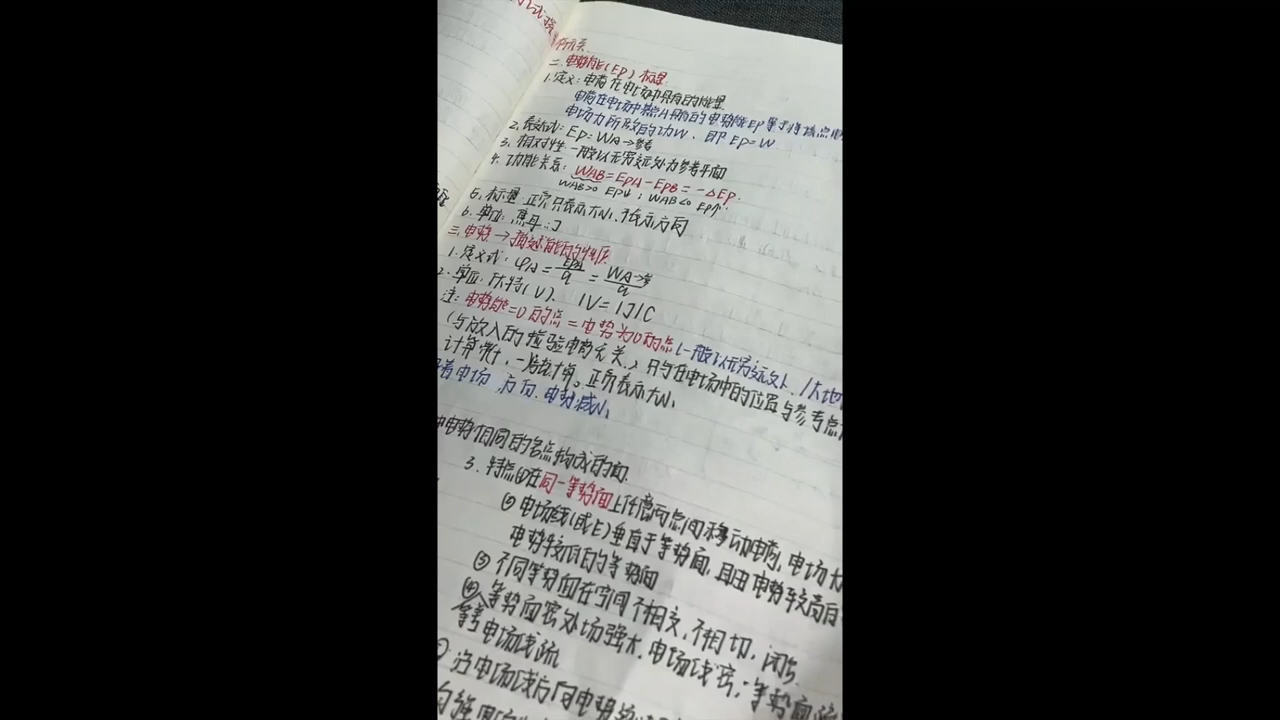 二. 电势能(EP) 标量
1. 定义: 电荷在电场中具有的能量
电荷在电场中某点A具有的电势能EP等于将该点电
电场力所做的功W. 即EP=W
2. 表达式: EP=WA→参考
3. 相对性: 一般以无穷远处为参考平面
4. 功能关系: WAB=EPA-EPB=-ΔEP.
WAB>0 EP↓; WAB<0 EP↑.
5. 标量 正负只表示大小, 不表示方向
6. 单位: 焦耳: J
三. 电势→描述能的性质
1. 定义式: φA=EPA/q=WA→参/q
2. 单位. 伏特(V). 1V=1J/C
注: 电势能=0的点=电势为0的点(一般以无穷远处、/大地
(与放入的检验电荷无关.) 只与在电场中的位置与参考点
计算时, 一起计算。正负表示大小
着电场 方向. 电势减小
电势相同的各点构成的面.
3. 特点①在同一等势面上任意两点间移动电荷, 电场力
② 电场线(或E)垂直于等势面, 且由电势较高
电势较低的等势面
③ 不同等势面在空间不相交, 不相切, 闭合
④ 等势面密处场强大. 电场线密; 等势面疏
电场线疏
沿电场线方向电势